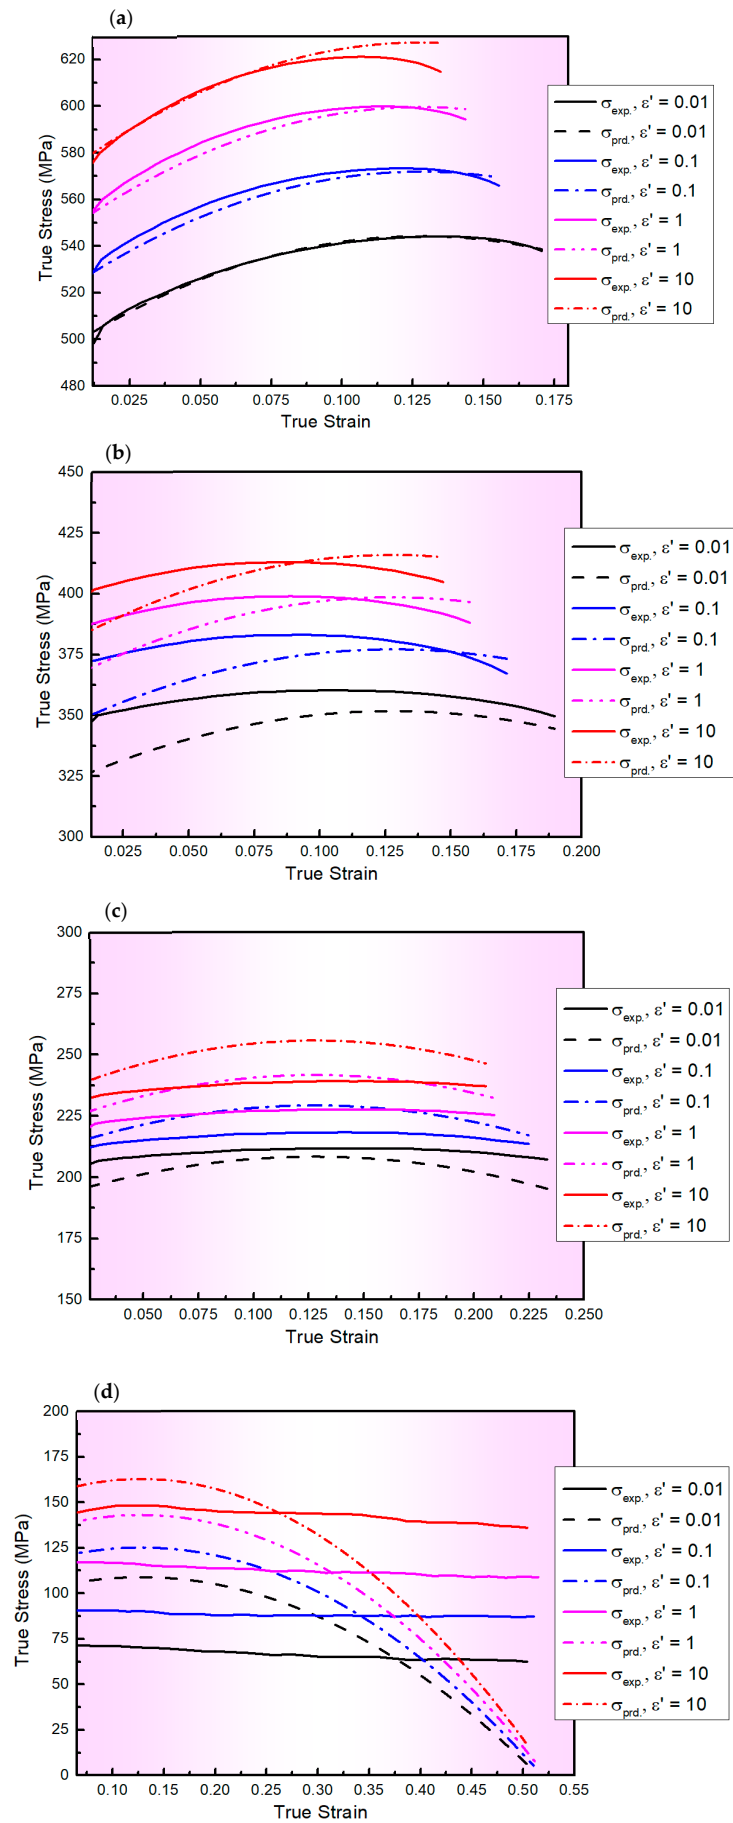 (a)
620
600
580
560
540
520
500
480
True Stress (MPa)
0.025 0.050 0.075 0.100 0.125 0.150 0.175
True Strain
σexp., ε' = 0.01
σprd., ε' = 0.01
σexp., ε' = 0.1
σprd., ε' = 0.1
σexp., ε' = 1
σprd., ε' = 1
σexp., ε' = 10
σprd., ε' = 10
(b)
450
425
400
375
350
325
300
True Stress (MPa)
0.025 0.050 0.075 0.100 0.125 0.150 0.175 0.200
True Strain
σexp., ε' = 0.01
σprd., ε' = 0.01
σexp., ε' = 0.1
σprd., ε' = 0.1
σexp., ε' = 1
σprd., ε' = 1
σexp., ε' = 10
σprd., ε' = 10
(c)
300
275
250
225
200
175
150
True Stress (MPa)
0.050 0.075 0.100 0.125 0.150 0.175 0.200 0.225 0.250
True Strain
σexp., ε' = 0.01
σprd., ε' = 0.01
σexp., ε' = 0.1
σprd., ε' = 0.1
σexp., ε' = 1
σprd., ε' = 1
σexp., ε' = 10
σprd., ε' = 10
(d)
200
175
150
125
100
75
50
25
0
True Stress (MPa)
0.10 0.15 0.20 0.25 0.30 0.35 0.40 0.45 0.50 0.55
True Strain
σexp., ε' = 0.01
σprd., ε' = 0.01
σexp., ε' = 0.1
σprd., ε' = 0.1
σexp., ε' = 1
σprd., ε' = 1
σexp., ε' = 10
σprd., ε' = 10